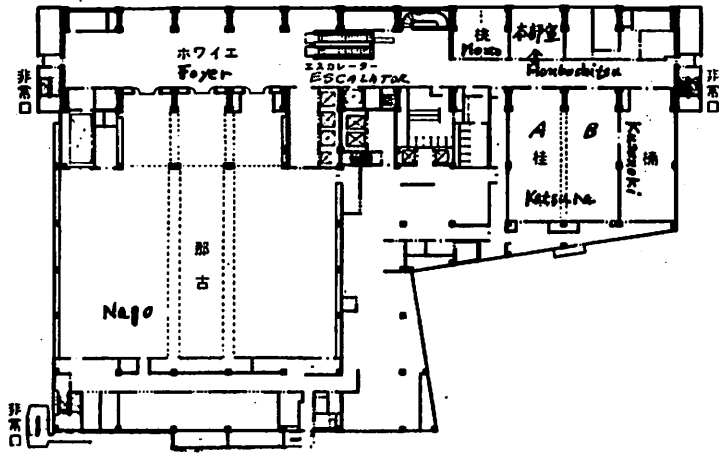 ホワイエ
Foyer
エスカレーター
ESCALATOR
桂
Momo
本部室
Honbushitsu
非常口
非常口
A
B
桂
Katsura
楠
Kusunoki
那古
Nago
非常口